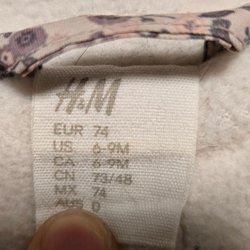 H&M
EUR 74
US 6-9M
CA 6-9M
CN 73/48
MX 74
AUS 0